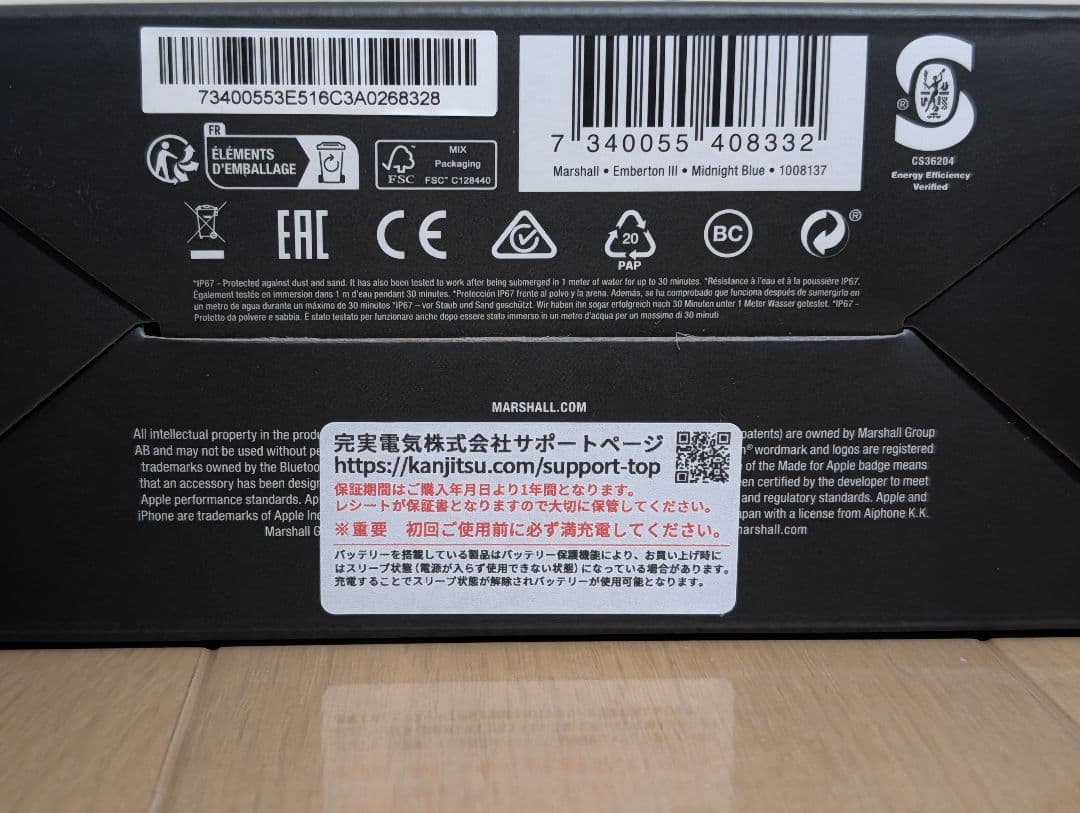 73400553E516C3A0268328
7 340055 408332
Marshall • Emberton III • Midnight Blue • 1008137
®
CS36204
Energy Efficiency
Verified
FR
ÉLÉMENTS
D'EMBALLAGE
FSC
MIX
Packaging
FSC™ C128440
EAC
CE
20
PAP
BC
®
*IP67 - Protected against dust and sand. It has also been tested to work after being submerged in 1 meter of water for up to 30 minutes. *Résistance à l'eau et à la poussière IP67.
Également testée en immersion dans 1 m d'eau pendant 30 minutes. *Protección IP67 frente al polvo y la arena. Además, se ha comprobado que funciona después de sumergirlo en
un metro de agua durante un máximo de 30 minutos *IP67 – vor Staub und Sand geschützt. Wir haben ihn sogar erfolgreich nach 30 Minuten unter 1 Meter Wasser getestet. *IP67 –
Protetto da polvere e sabbia. È stato testato per funzionare anche dopo essere stato immerso in un metro d'acqua per un massimo di 30 minuti
MARSHALL.COM
All intellectual property in the
patents) are owned by Marshall Group
AB and may not be used without
wordmark and logos are registered
trademarks owned by the
of the Made for Apple badge means
that an accessory has been
certified by the developer to meet
Apple performance standards.
and regulatory standards. Apple and
iPhone are trademarks of Apple
with a license from Aiphone K.K.
Marshall
完実電気株式会社サポートページ
https://kanjitsu.com/support-top
保証期間はご購入年月日より1年間となります。
レシートが保証書となりますので大切に保管してください。
※重要 初回ご使用前に必ず満充電してください。
バッテリーを搭載している製品はバッテリー保護機能により、お買い上げ時に
はスリープ状態（電源が入らず使用できない状態）になっている場合があります。
充電することでスリープ状態が解除されバッテリーが使用可能となります。